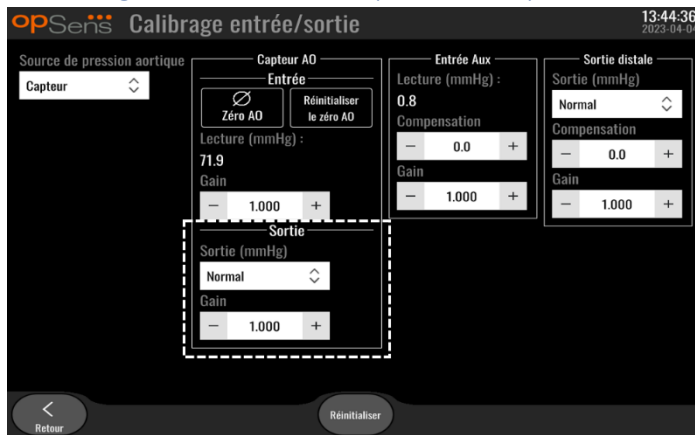 opSens Calibrage entrée/sortie
13:44:36
2023-04-04
Source de pression aortique
Capteur
Capteur AO
Entrée
Zéro AO
Réinitialiser
le zéro AO
Lecture (mmHg) :
71.9
Gain
− 1.000 +
Sortie
Sortie (mmHg)
Normal
Gain
− 1.000 +
Entrée Aux
Lecture (mmHg) :
0.8
Compensation
− 0.0 +
Gain
− 1.000 +
Sortie distale
Sortie (mmHg)
Normal
Compensation
− 0.0 +
Gain
− 1.000 +
Retour
Réinitialiser